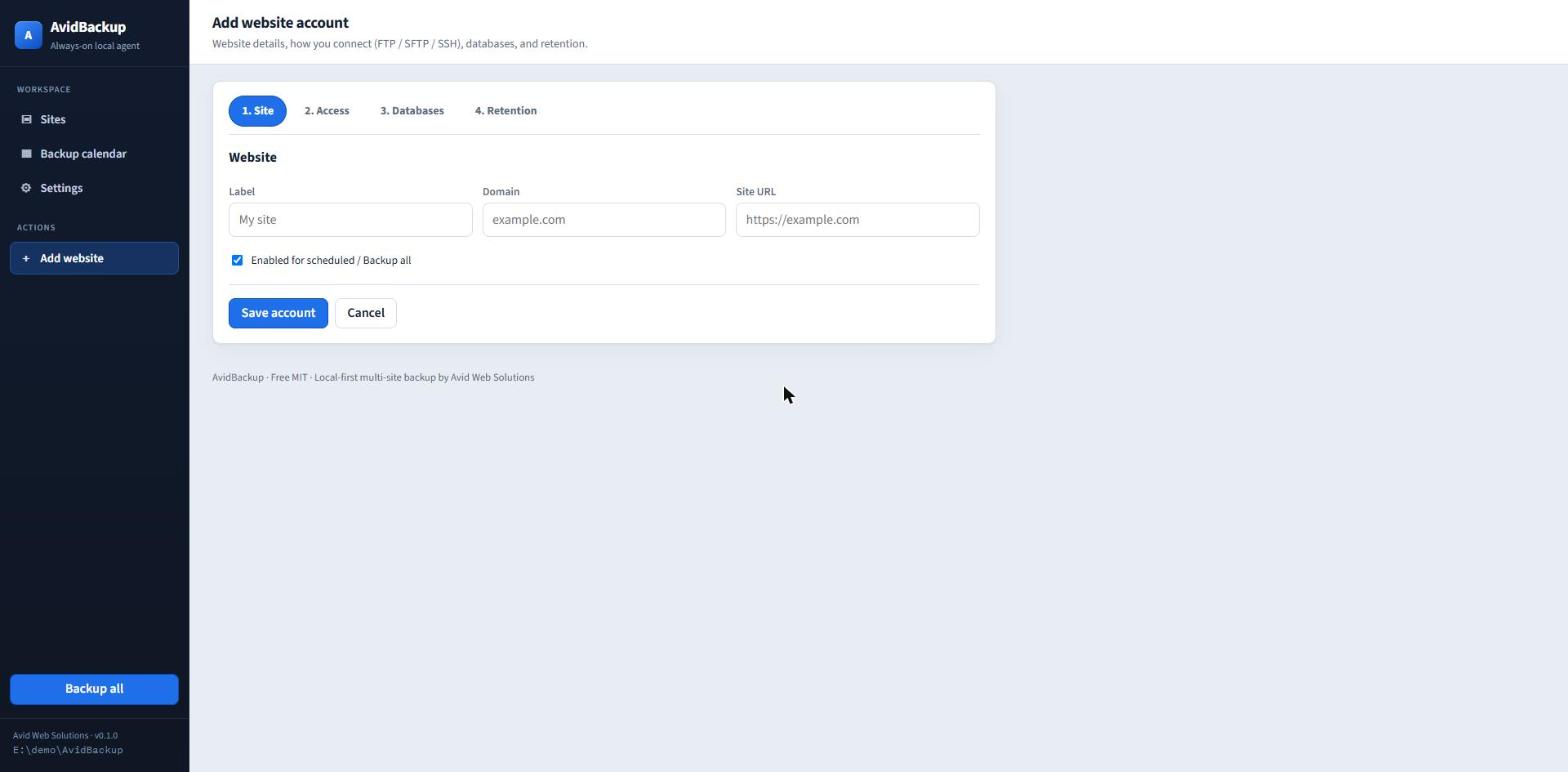 A
AvidBackup
Always-on local agent
WORKSPACE
Sites
Backup calendar
Settings
ACTIONS
+ Add website
Backup all
Avid Web Solutions · v0.1.0
E:\demo\AvidBackup
Add website account
Website details, how you connect (FTP / SFTP / SSH), databases, and retention.
1. Site 2. Access 3. Databases 4. Retention
Website
Label Domain Site URL
My site example.com https://example.com
Enabled for scheduled / Backup all
Save account Cancel
AvidBackup · Free MIT · Local-first multi-site backup by Avid Web Solutions